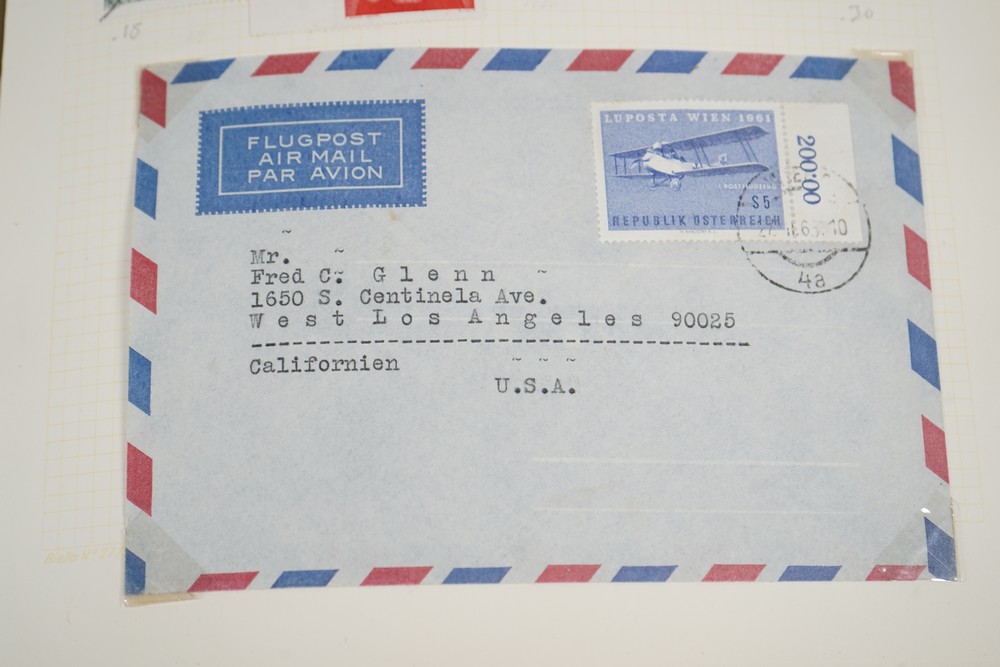 .15
.30
FLUGPOST
AIR MAIL
PAR AVION
LUPOSTA WIEN 1961
S5
REPUBLIK ÖSTERREICH
200:00
4a
Mr.
Fred C. Glenn
1650 S. Centinela Ave.
West Los Angeles 90025
Californien
U.S.A.